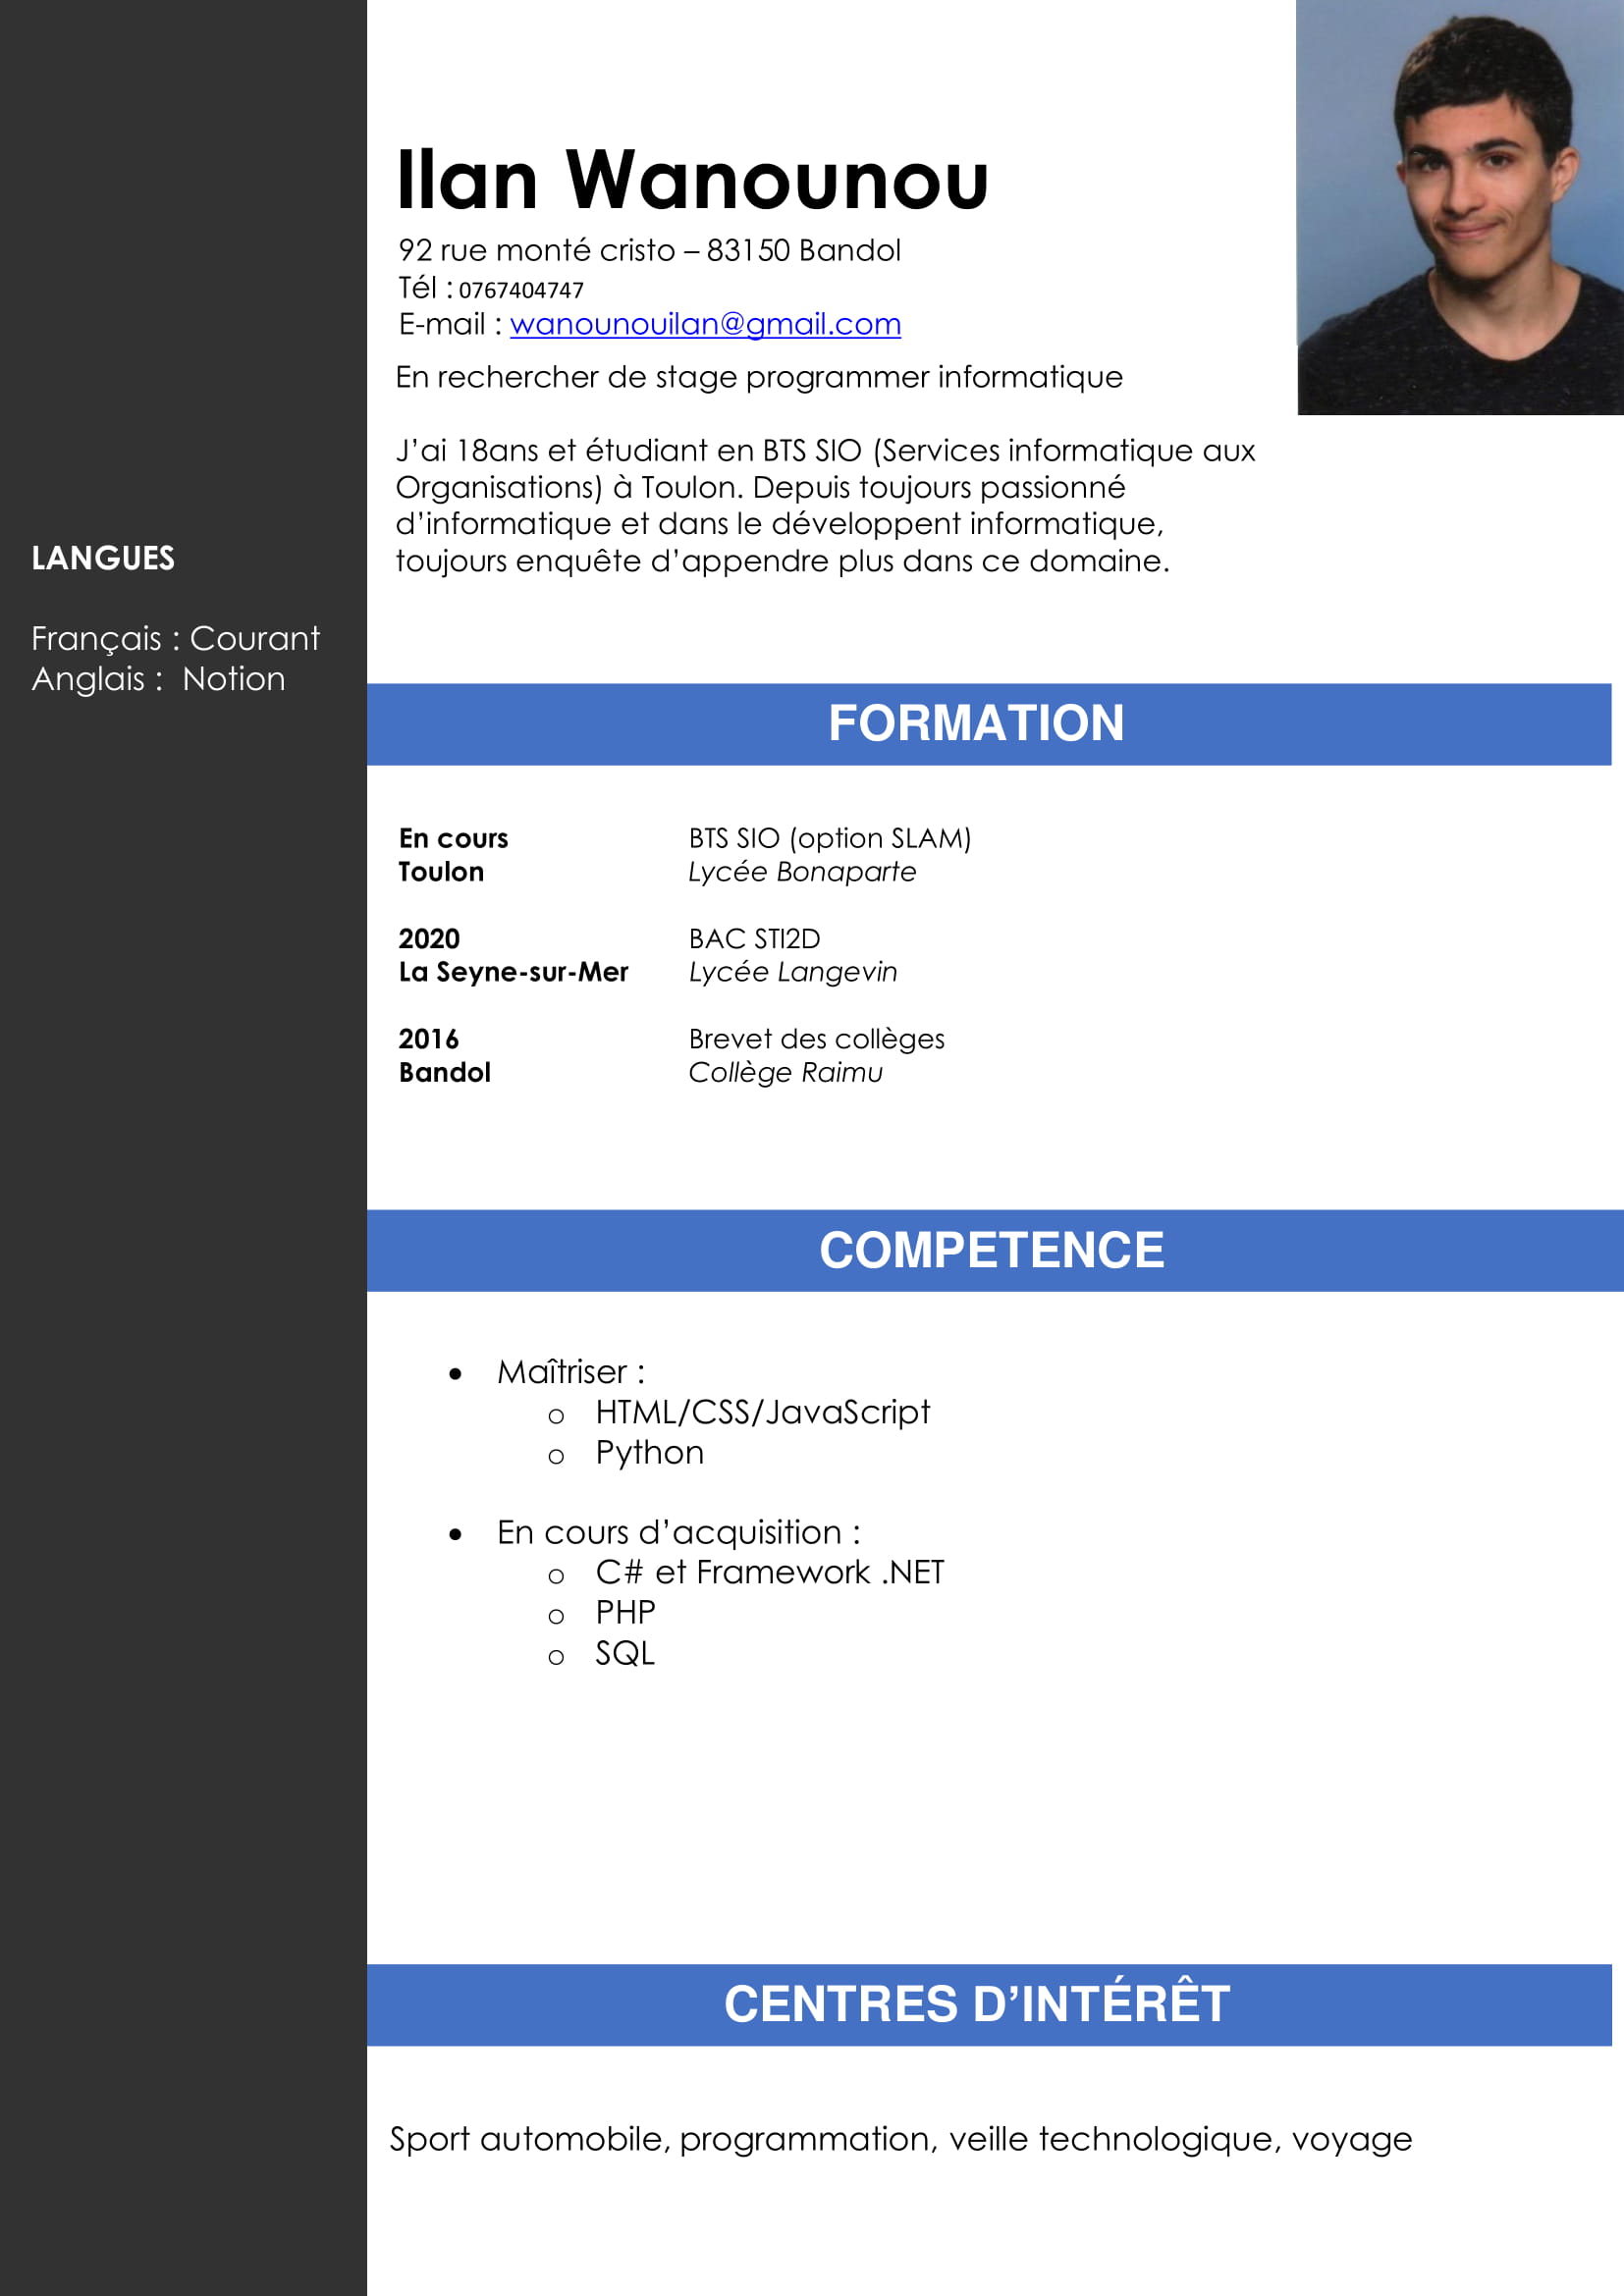 Ilan Wanounou
92 rue monté cristo – 83150 Bandol
Tél : 0767404747
E-mail : wanounouilan@gmail.com
En rechercher de stage programmer informatique
J’ai 18ans et étudiant en BTS SIO (Services informatique aux
Organisations) à Toulon. Depuis toujours passionné
d’informatique et dans le développent informatique,
toujours enquête d’appendre plus dans ce domaine.
LANGUES
Français : Courant
Anglais : Notion
FORMATION
En cours BTS SIO (option SLAM)
Toulon Lycée Bonaparte
2020 BAC STI2D
La Seyne-sur-Mer Lycée Langevin
2016 Brevet des collèges
Bandol Collège Raimu
COMPETENCE
• Maîtriser :
o HTML/CSS/JavaScript
o Python
• En cours d’acquisition :
o C# et Framework .NET
o PHP
o SQL
CENTRES D’INTÉRÊT
Sport automobile, programmation, veille technologique, voyage